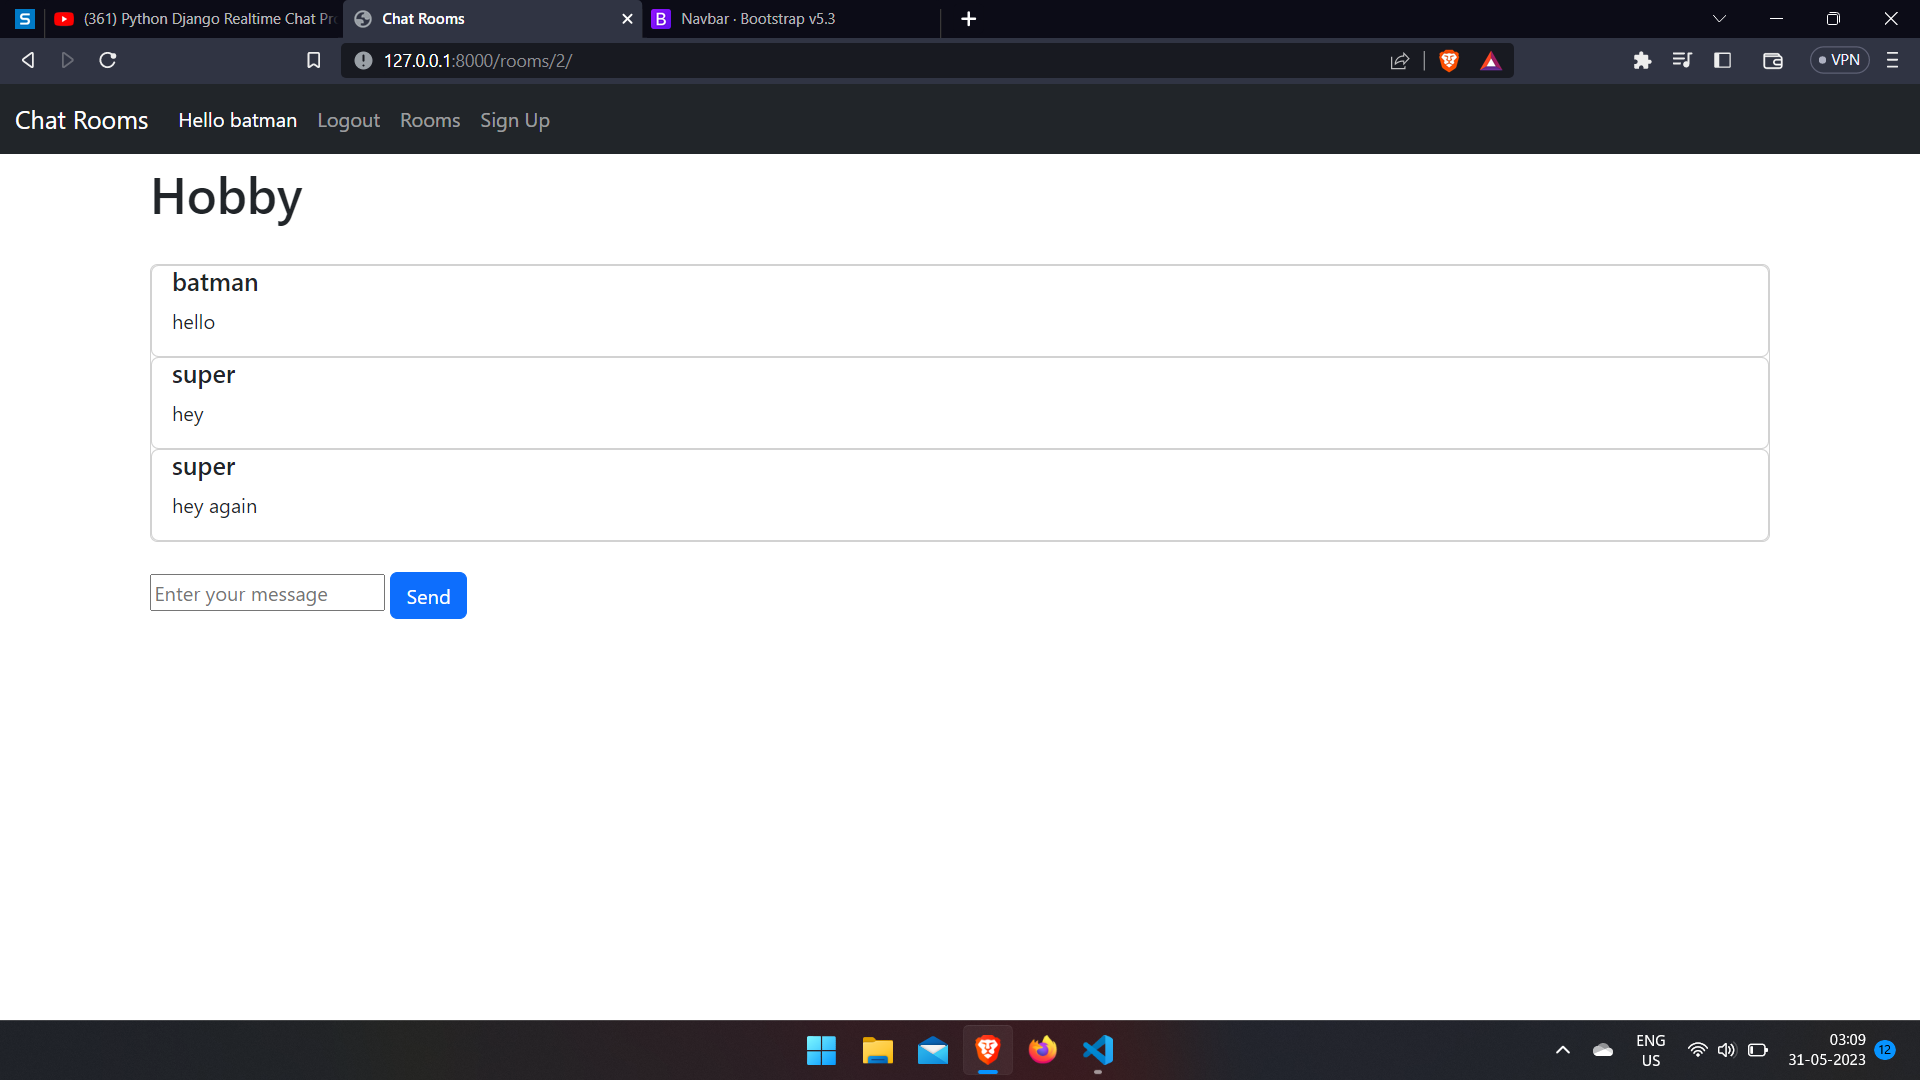 S
(361) Python Django Realtime Chat Pr
Chat Rooms
B
Navbar · Bootstrap v5.3
127.0.0.1:8000/rooms/2/
VPN
Chat Rooms
Hello batman
Logout
Rooms
Sign Up
Hobby
batman
hello
super
hey
super
hey again
Enter your message
Send
ENG
US
03:09
31-05-2023
12